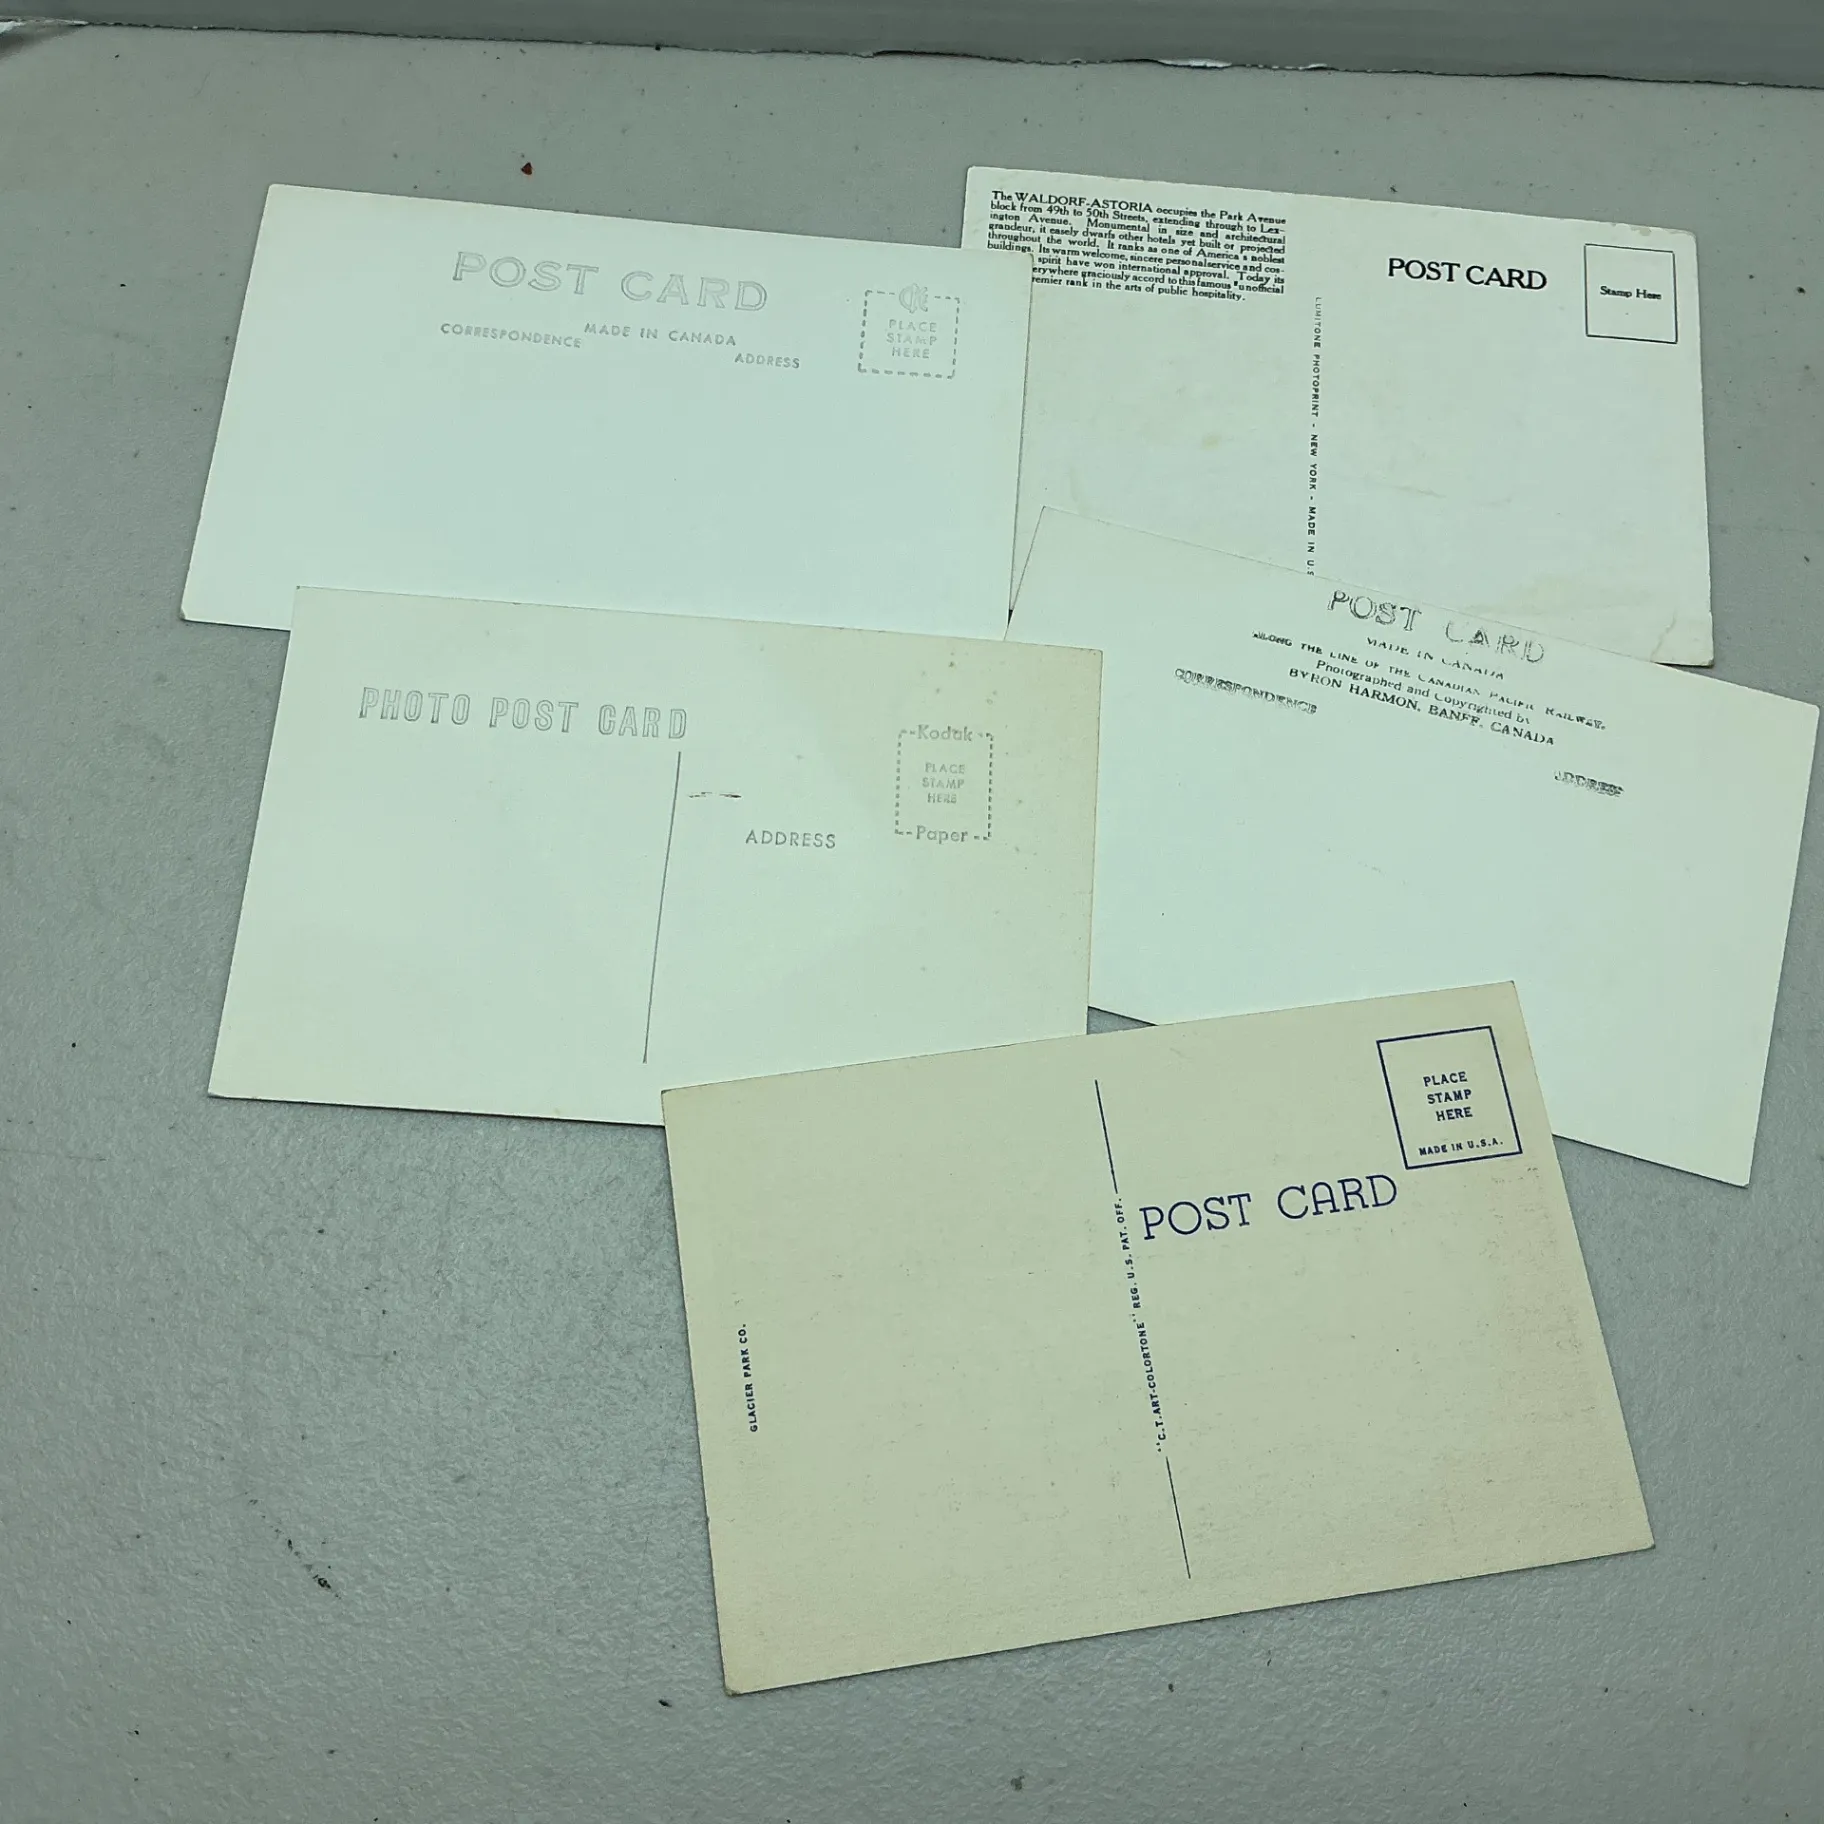 POST CARD
CORRESPONDENCE
MADE IN CANADA
ADDRESS
PLACE
STAMP
HERE
The WALDORF-ASTORIA occupies the Park Avenue
block from 49th to 50th Streets, extending through to Lex-
ington Avenue. Monumental in size and architectural
grandeur, it easely dwarfs other hotels yet built or projected
throughout the world. It ranks as one of America's noblest
buildings. Its warm welcome, sincere personal service and cos-
spirit have won international approval. Today its
erywhere graciously accord to this famous "unofficial
remier rank in the arts of public hospitality.
LUMITONE PHOTOPRINT - NEW YORK - MADE IN U.S
POST CARD
Stamp Here
PHOTO POST CARD
ADDRESS
Kodak
PLACE
STAMP
HERE
Paper
POST CARD
MADE IN CANADA
ALONG THE LINE OF THE CANADIAN PACIFIC RAILWAY.
Photographed and Copyrighted by
BYRON HARMON, BANFF, CANADA
CORRESPONDENCE
ADDRESS
GLACIER PARK CO.
"C.T. ART-COLORTONE" REG. U.S. PAT. OFF.
POST CARD
PLACE
STAMP
HERE
MADE IN U.S.A.